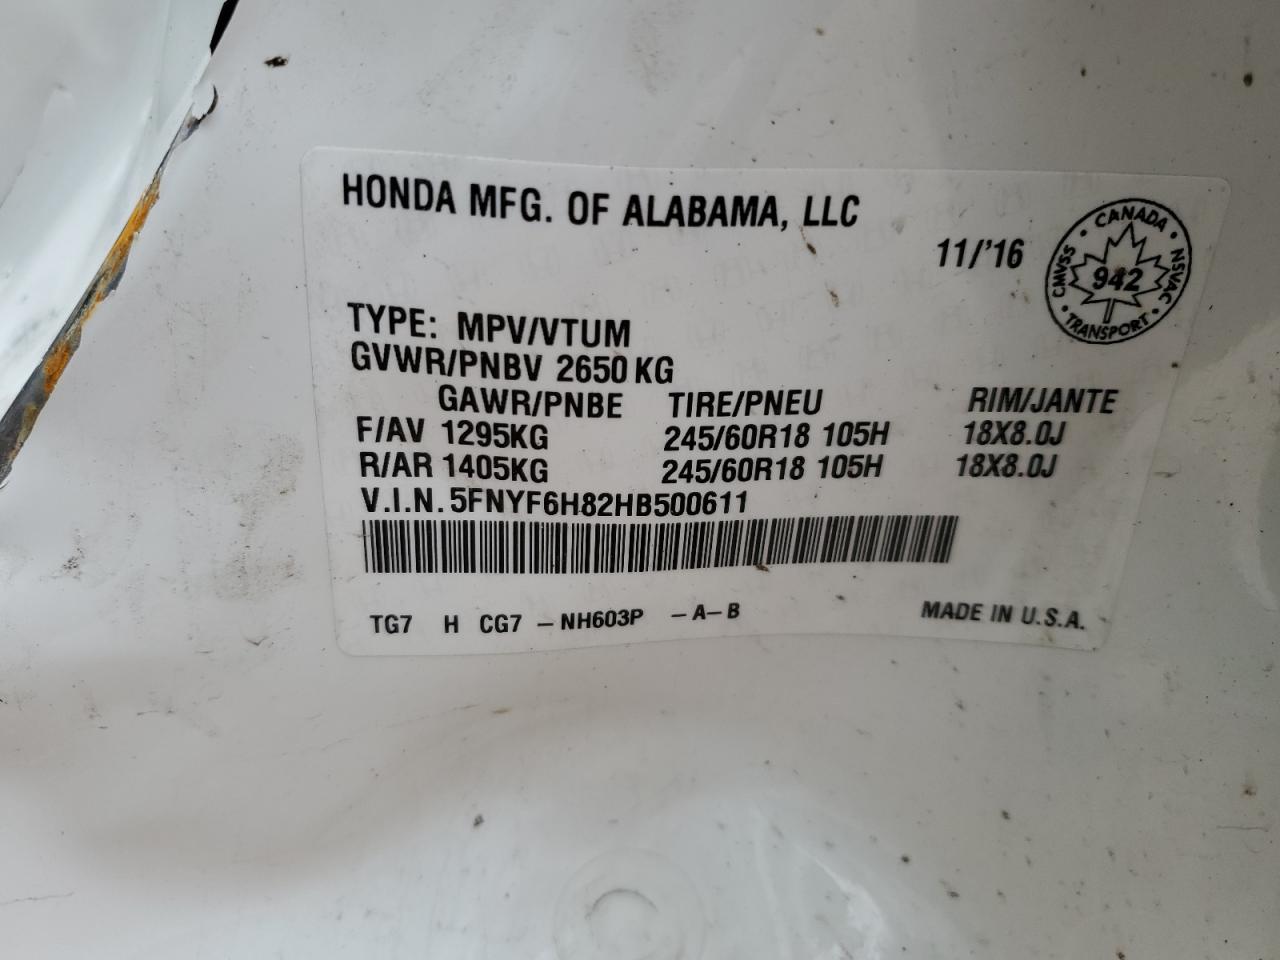 HONDA MFG. OF ALABAMA, LLC
11/'16
CANADA
CMVSS 942 NSVAC
TRANSPORT
TYPE: MPV/VTUM
GVWR/PNBV 2650 KG
GAWR/PNBE TIRE/PNEU RIM/JANTE
F/AV 1295KG 245/60R18 105H 18X8.0J
R/AR 1405KG 245/60R18 105H 18X8.0J
V.I.N. 5FNYF6H82HB500611
TG7 H CG7 – NH603P – A – B MADE IN U.S.A.